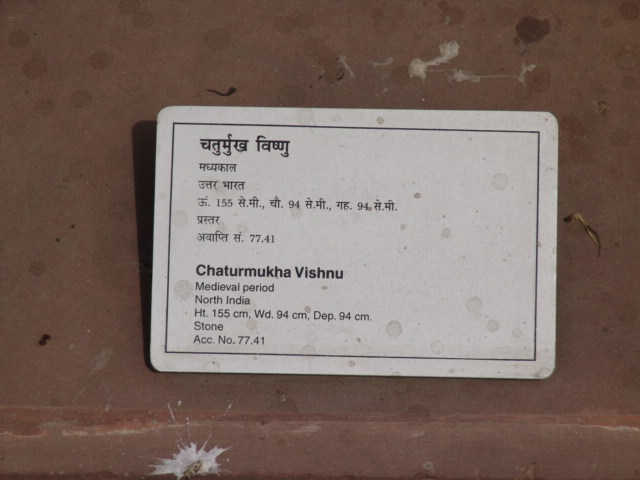 चतुर्मुख विष्णु
मध्यकाल
उत्तर भारत
ऊं. 155 से.मी., चौ. 94 से.मी., गह. 94 से.मी.
प्रस्तर
अवाप्ति सं. 77.41
Chaturmukha Vishnu
Medieval period
North India
Ht. 155 cm, Wd. 94 cm, Dep. 94 cm.
Stone
Acc. No. 77.41